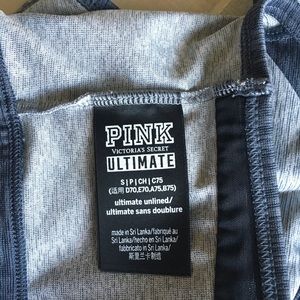 PINK
VICTORIA'S SECRET
ULTIMATE
S | P | CH | C75
(适用 D70,E70,A75,B75)
ultimate unlined/
ultimate sans doublure
made in Sri Lanka/fabriqué au
Sri Lanka/hecho en Sri Lanka/
fabbricato in Sri Lanka/
斯里兰卡制造